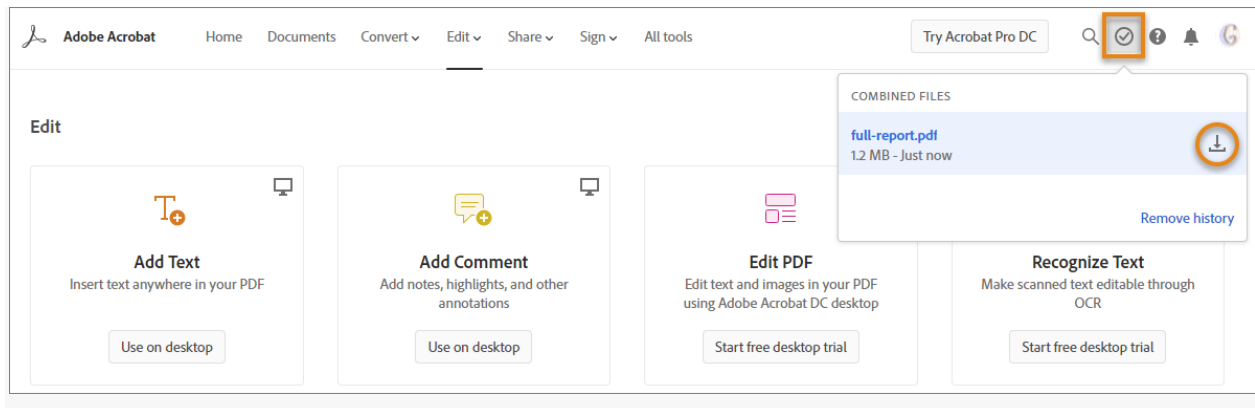 Adobe Acrobat Home Documents Convert Edit Share Sign All tools Try Acrobat Pro DC
COMBINED FILES
full-report.pdf
1.2 MB - Just now
Remove history
Edit
Add Text
Insert text anywhere in your PDF
Use on desktop
Add Comment
Add notes, highlights, and other
annotations
Use on desktop
Edit PDF
Edit text and images in your PDF
using Adobe Acrobat DC desktop
Start free desktop trial
Recognize Text
Make scanned text editable through
OCR
Start free desktop trial